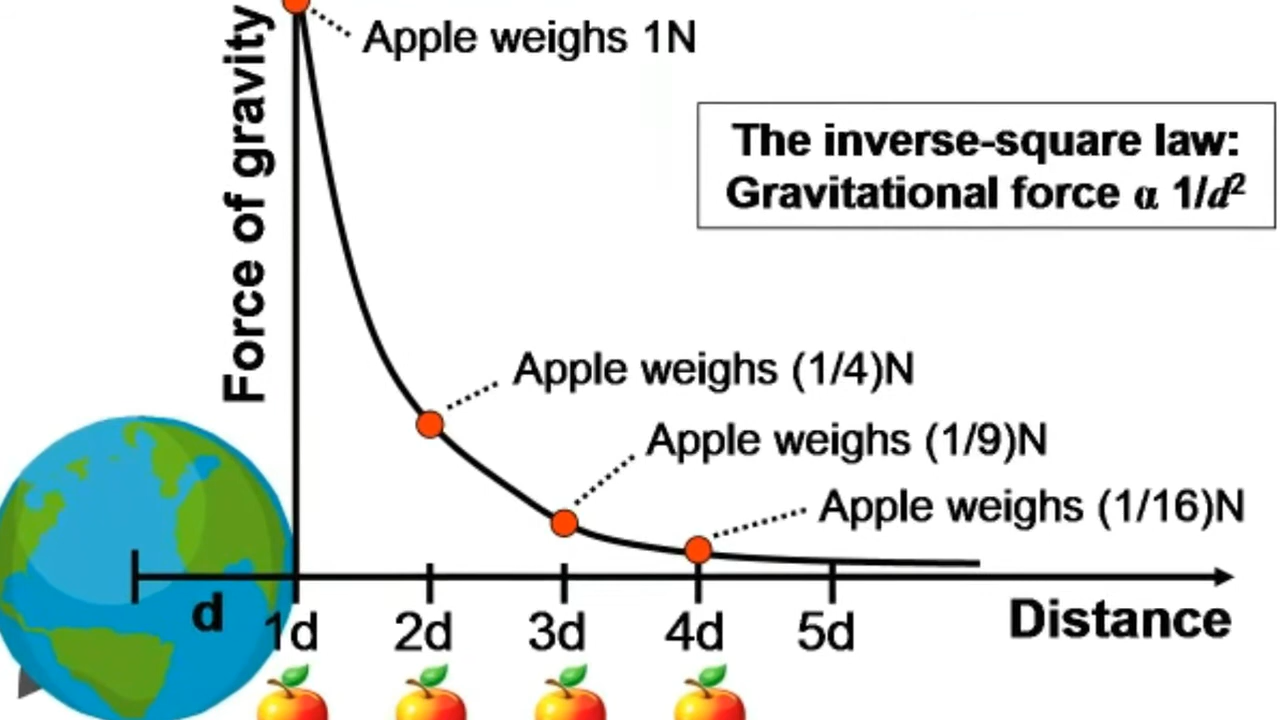 Force of gravity
Apple weighs 1N
The inverse-square law:
Gravitational force α 1/d²
Apple weighs (1/4)N
Apple weighs (1/9)N
Apple weighs (1/16)N
d
1d 2d 3d 4d 5d Distance